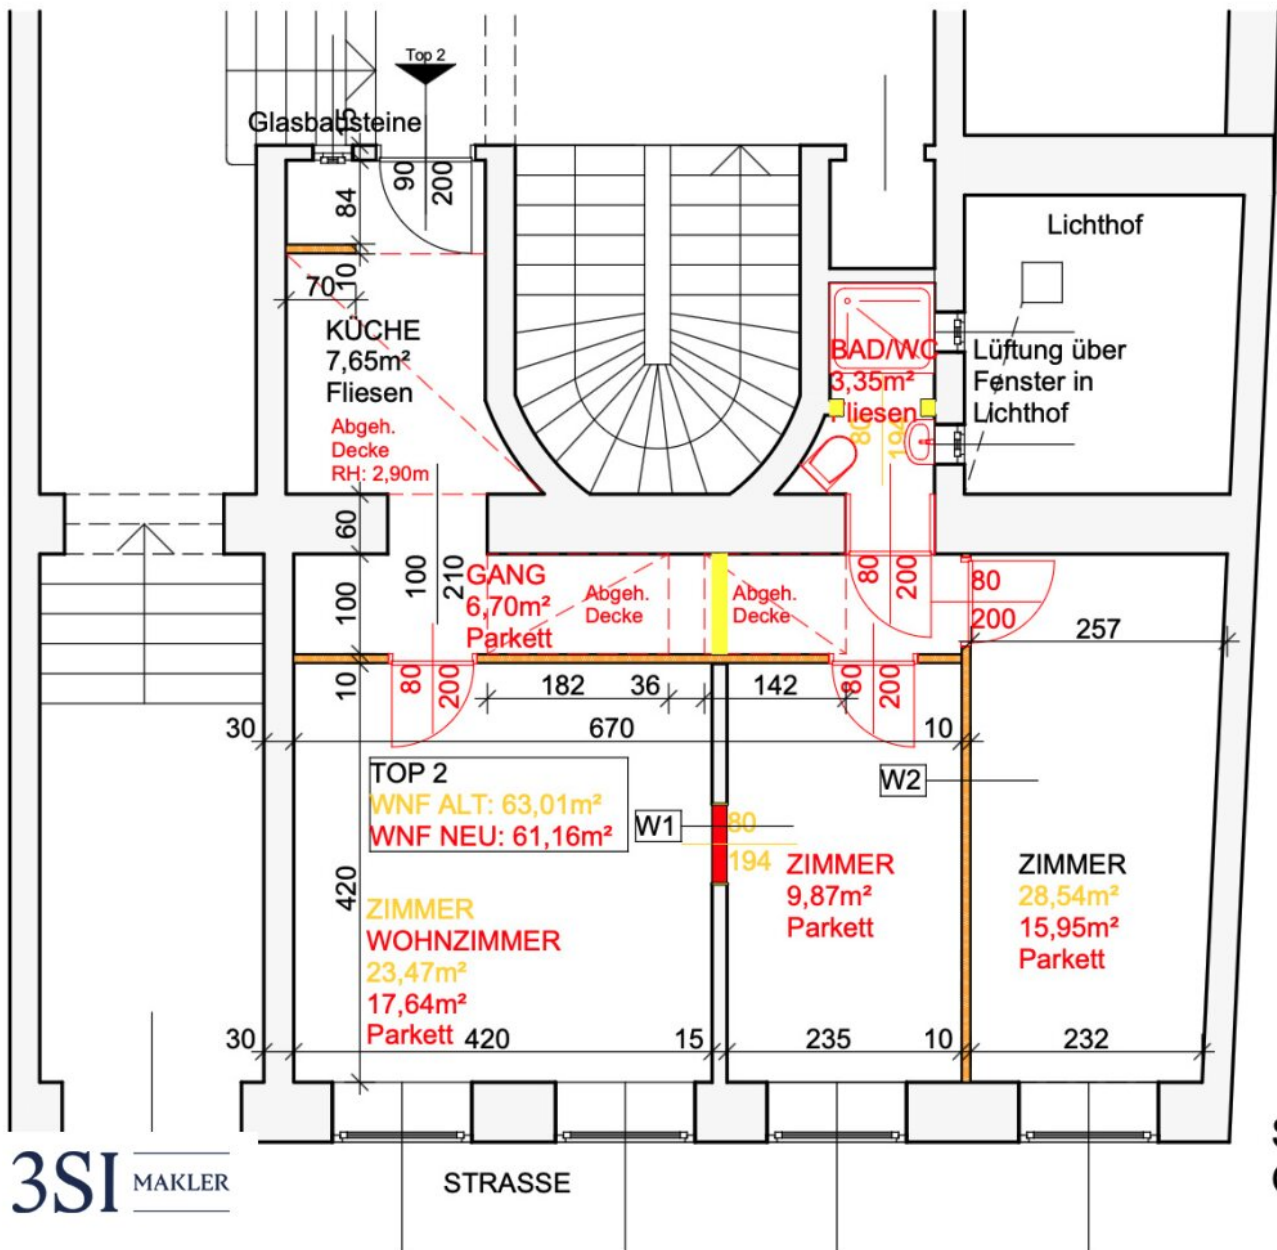 Top 2
Glasbausteine
15
90
200
84
10
70
KÜCHE
7,65m²
Fliesen
Abgeh.
Decke
RH: 2,90m
Lichthof
BAD/WC
3,35m²
Fliesen
80
194
Lüftung über
Fenster in
Lichthof
60
100
100
210
GANG
6,70m²
Parkett
Abgeh.
Decke
Abgeh.
Decke
80
200
80
200
257
10
80
200
182
36
142
80
200
30
670
10
TOP 2
WNF ALT: 63,01m²
WNF NEU: 61,16m²
W1
W2
80
194
420
ZIMMER
WOHNZIMMER
23,47m²
17,64m²
Parkett
ZIMMER
9,87m²
Parkett
ZIMMER
28,54m²
15,95m²
Parkett
30
420
15
235
10
232
3SI MAKLER
STRASSE